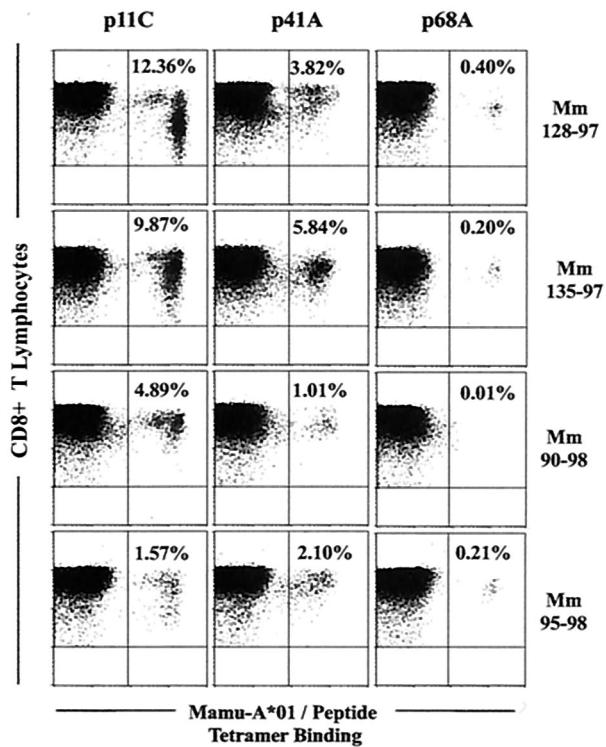 p11C p41A p68A
12.36% 3.82% 0.40%
Mm
128-97
9.87% 5.84% 0.20%
Mm
135-97
4.89% 1.01% 0.01%
Mm
90-98
1.57% 2.10% 0.21%
Mm
95-98
CD8+ T Lymphocytes
Mamu-A*01 / Peptide
Tetramer Binding